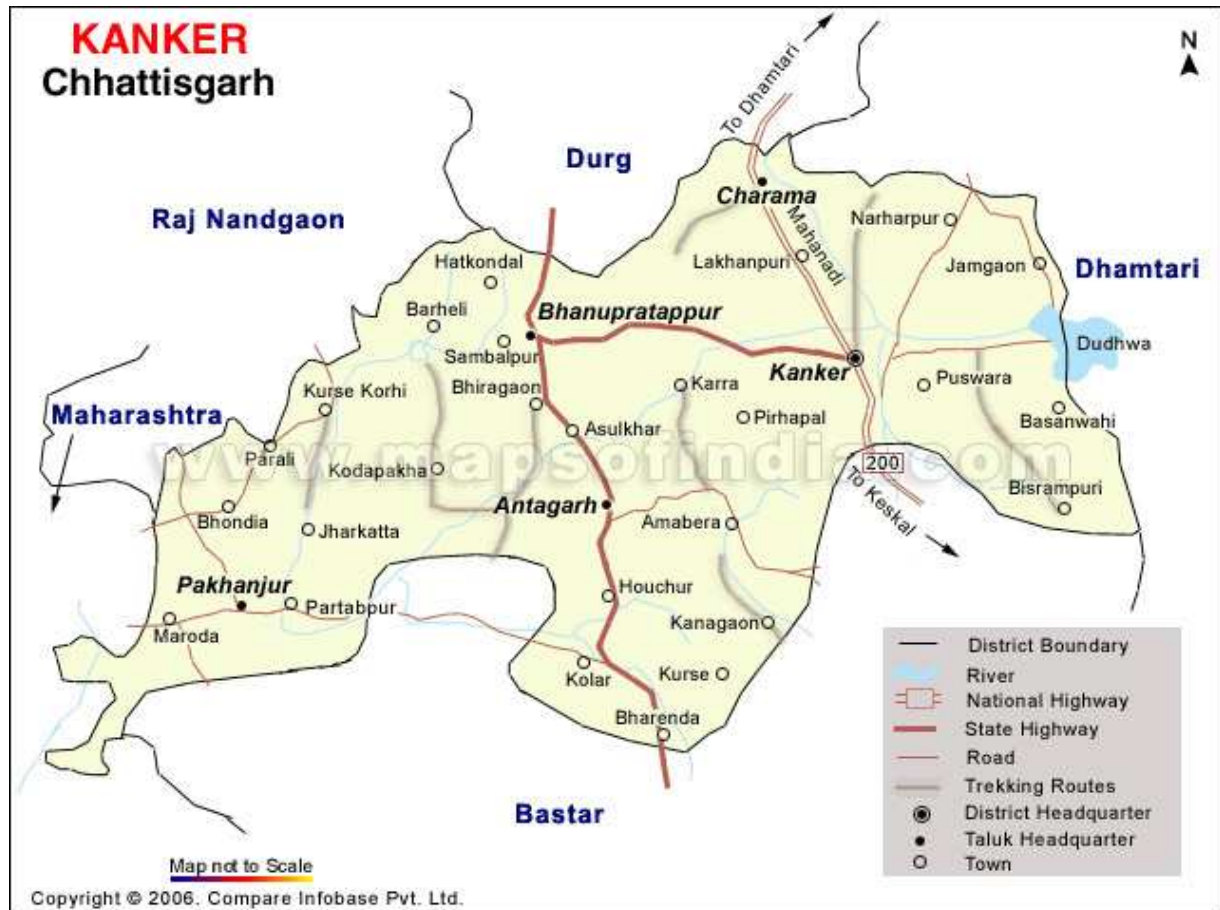 KANKER
Chhattisgarh
N
To Dhamtari
Durg
Raj Nandgaon
Charama
Narharpur
Mahanadi
Lakhanpuri
Jamgaon
Dhamtari
Hatkondal
Barheli
Bhanupratappur
Sambalpur
Dudhwa
Kanker
Puswara
Bhiragaon
Karra
Kurse Korhi
Pirhapal
Basanwahi
Maharashtra
Asulkhar
Parali
Kodapakha
www.mapsofindia.com
200
Bisrampuri
To Keskal
Antagarh
Amabera
Bhondia
Jharkatta
Pakhanjur
Houchur
Partabpur
Kanagaon
Maroda
Kolar
Kurse
Bharenda
Bastar
District Boundary
River
National Highway
State Highway
Road
Trekking Routes
District Headquarter
Taluk Headquarter
Town
Map not to Scale
Copyright © 2006. Compare Infobase Pvt. Ltd.